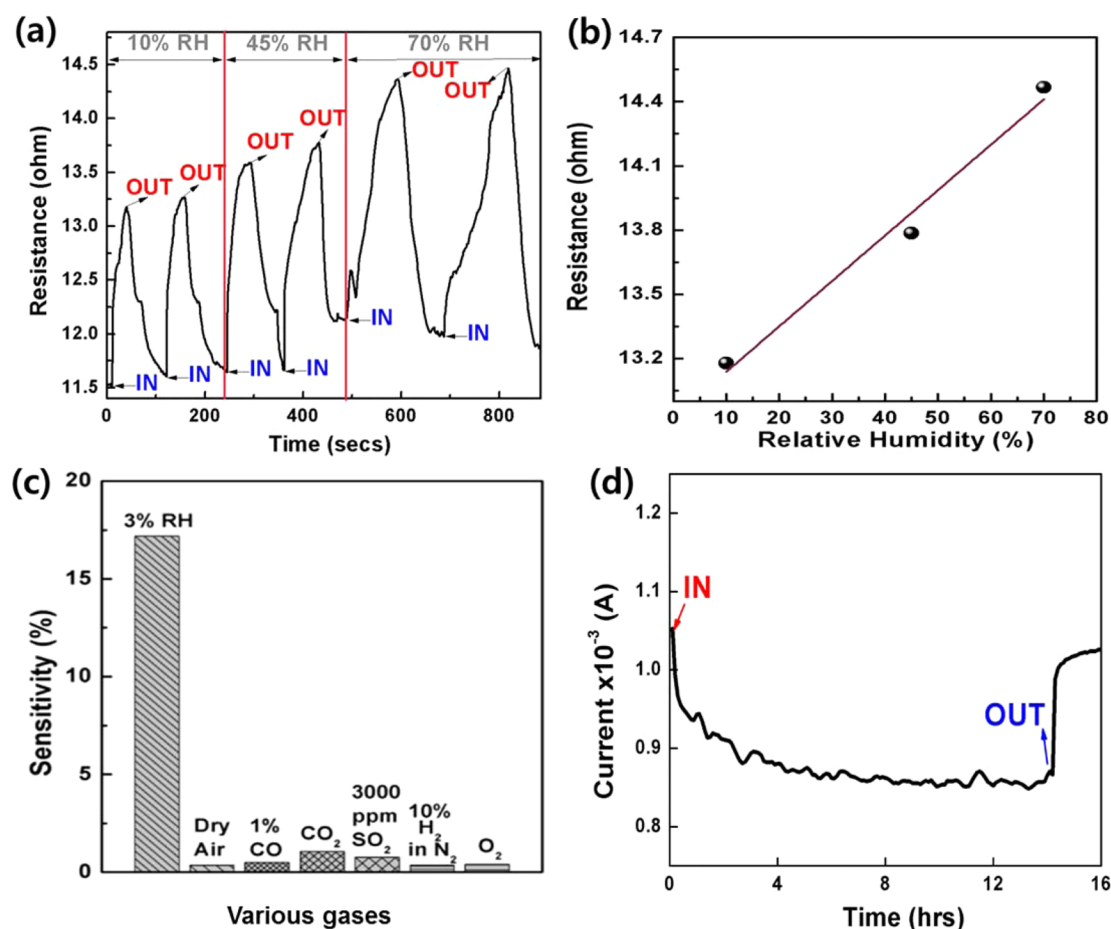 (a)
10% RH 45% RH 70% RH
14.5
14.0
13.5
13.0
12.5
12.0
11.5
OUT
OUT
OUT
OUT
OUT
OUT
IN
IN
IN
IN
IN
IN
0 200 400 600 800
Resistance (ohm)
Time (secs)
(b)
14.7
14.4
14.1
13.8
13.5
13.2
0 10 20 30 40 50 60 70 80
Resistance (ohm)
Relative Humidity (%)
(c)
20
15
10
5
0
3% RH
Dry
Air
1%
CO
CO₂
3000
ppm
SO₂
10%
H₂
in N₂
O₂
Sensitivity (%)
Various gases
(d)
1.2
1.1
1.0
0.9
0.8
IN
OUT
0 4 8 12 16
Current x10⁻³ (A)
Time (hrs)